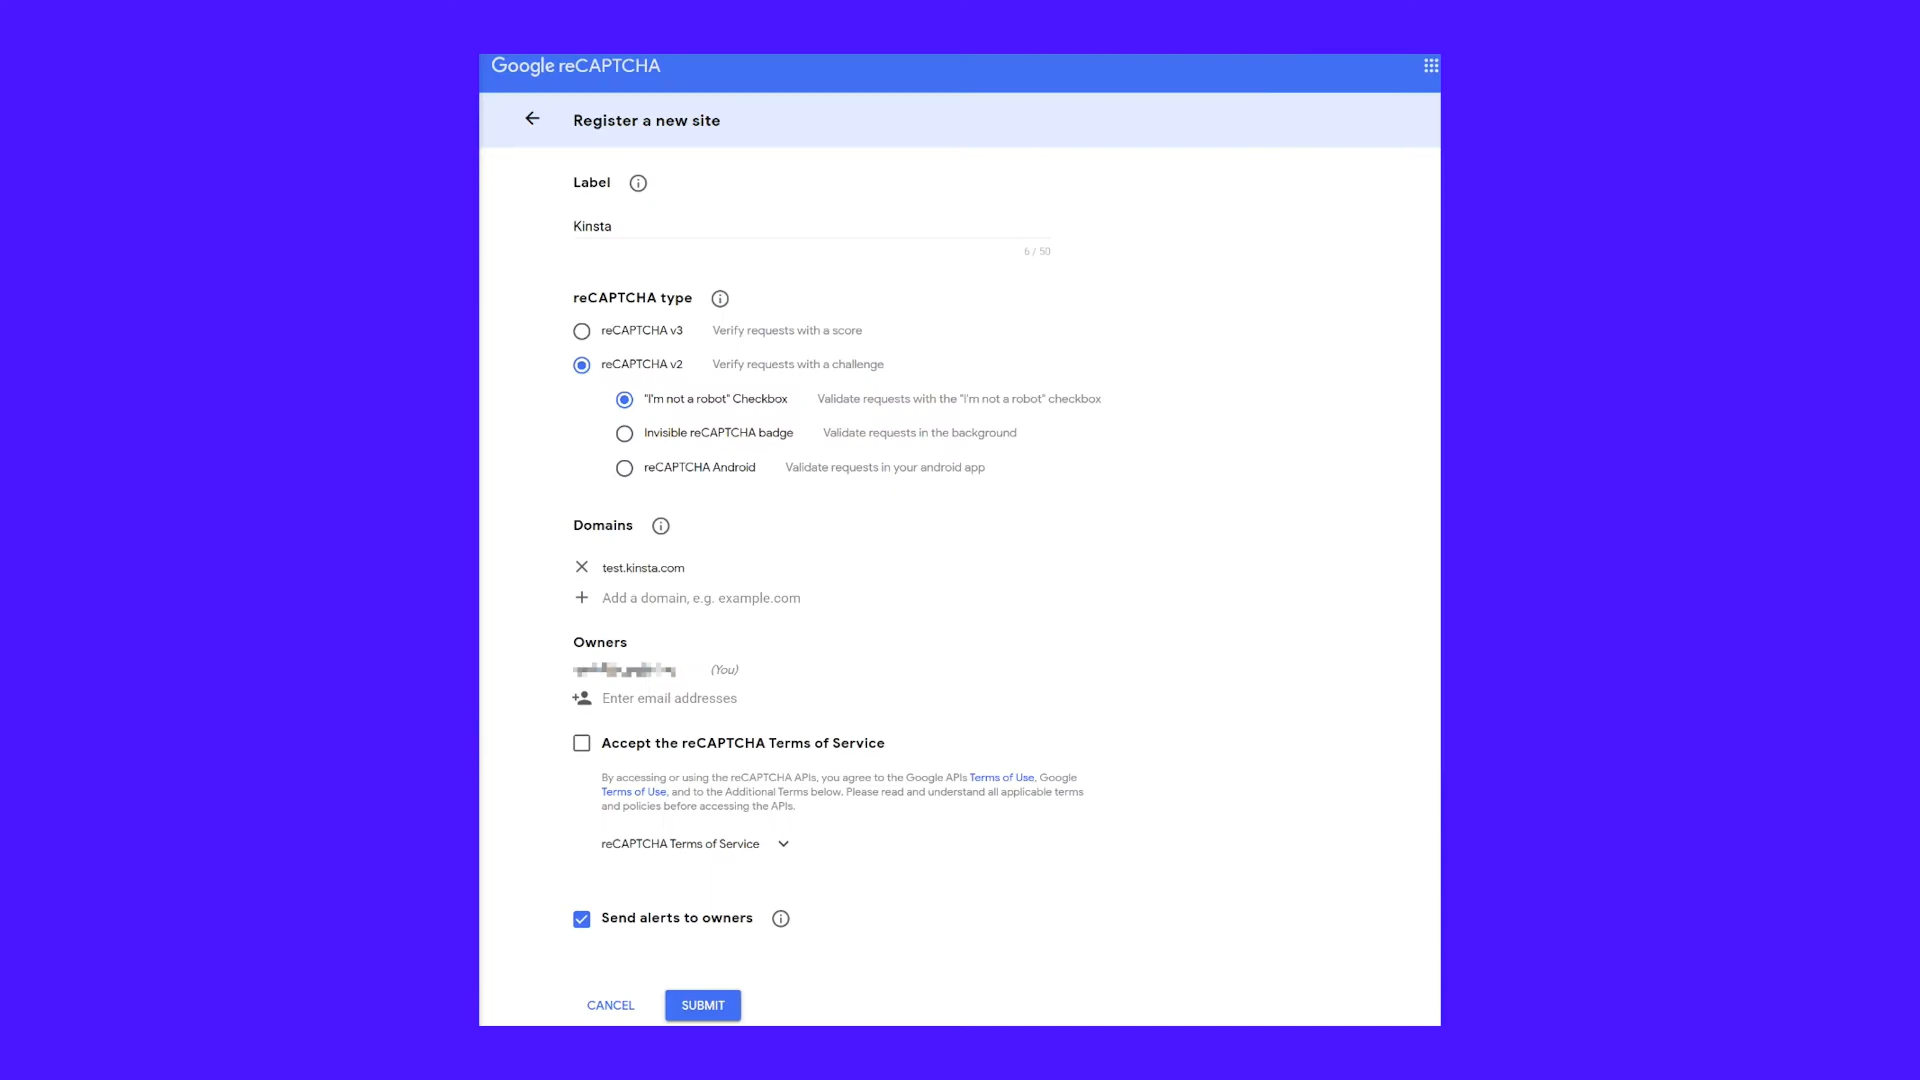 Google reCAPTCHA
Register a new site
Label
Kinsta
6 / 50
reCAPTCHA type
reCAPTCHA v3 Verify requests with a score
reCAPTCHA v2 Verify requests with a challenge
"I'm not a robot" Checkbox Validate requests with the "I'm not a robot" checkbox
Invisible reCAPTCHA badge Validate requests in the background
reCAPTCHA Android Validate requests in your android app
Domains
test.kinsta.com
Add a domain, e.g. example.com
Owners
(You)
Enter email addresses
Accept the reCAPTCHA Terms of Service
By accessing or using the reCAPTCHA APIs, you agree to the Google APIs Terms of Use, Google
Terms of Use, and to the Additional Terms below. Please read and understand all applicable terms
and policies before accessing the APIs.
reCAPTCHA Terms of Service
Send alerts to owners
CANCEL SUBMIT